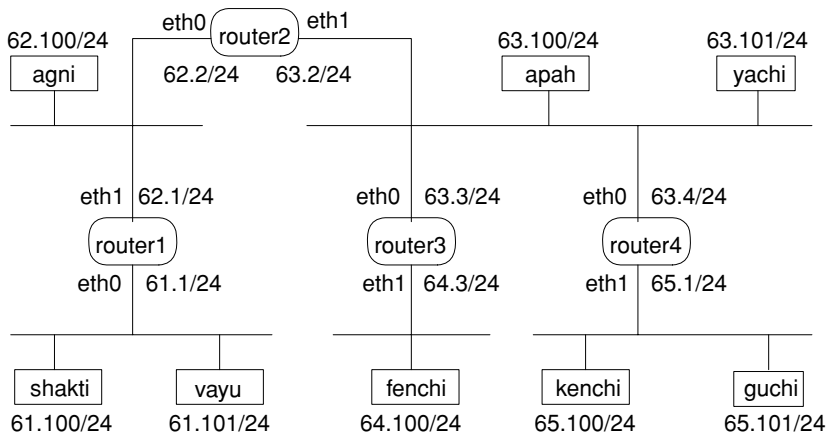 eth0 router2 eth1
62.100/24 63.100/24 63.101/24
agni 62.2/24 63.2/24 apah yachi
eth1 62.1/24 eth0 63.3/24 eth0 63.4/24
router1 router3 router4
eth0 61.1/24 eth1 64.3/24 eth1 65.1/24
shakti vayu fenchi kenchi guchi
61.100/24 61.101/24 64.100/24 65.100/24 65.101/24